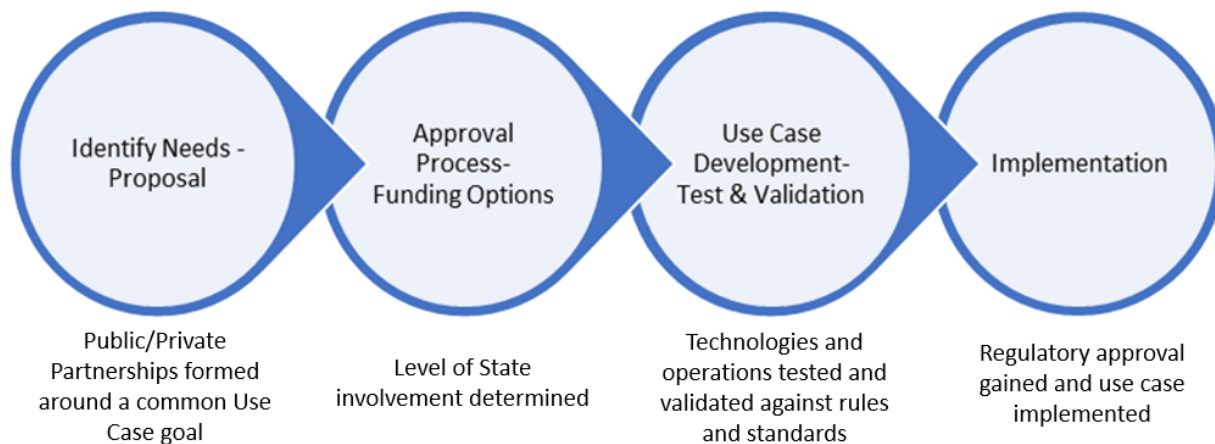 Identify Needs -
Proposal
Public/Private
Partnerships formed
around a common Use
Case goal
Approval
Process-
Funding Options
Level of State
involvement determined
Use Case
Development-
Test & Validation
Technologies and
operations tested and
validated against rules
and standards
Implementation
Regulatory approval
gained and use case
implemented